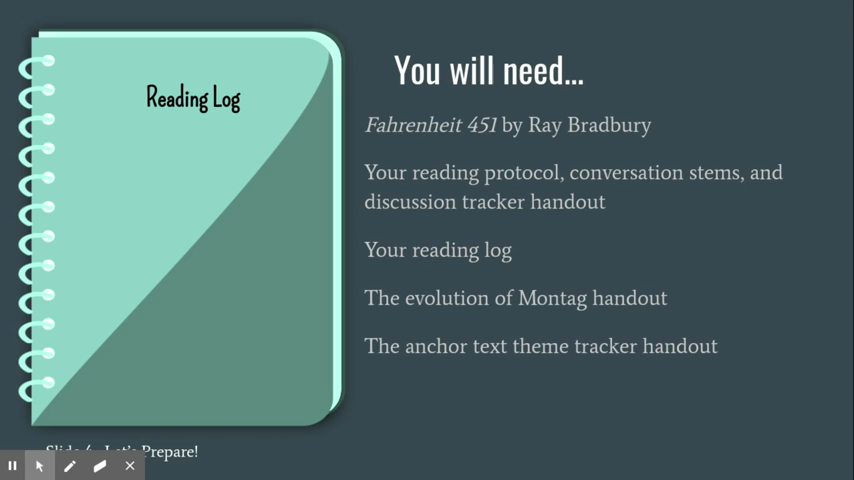 Reading Log
You will need...
Fahrenheit 451 by Ray Bradbury
Your reading protocol, conversation stems, and
discussion tracker handout
Your reading log
The evolution of Montag handout
The anchor text theme tracker handout
Prepare!